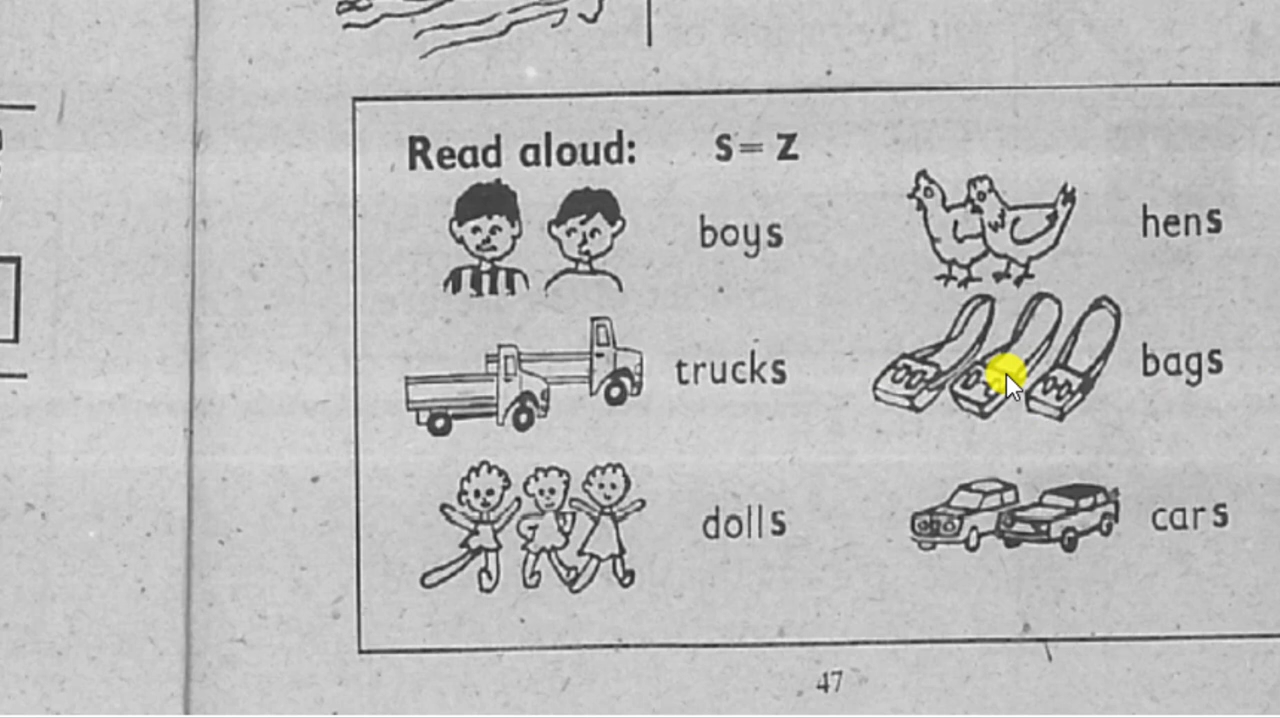 Read aloud: s = z
boys hens
trucks bags
dolls cars
47